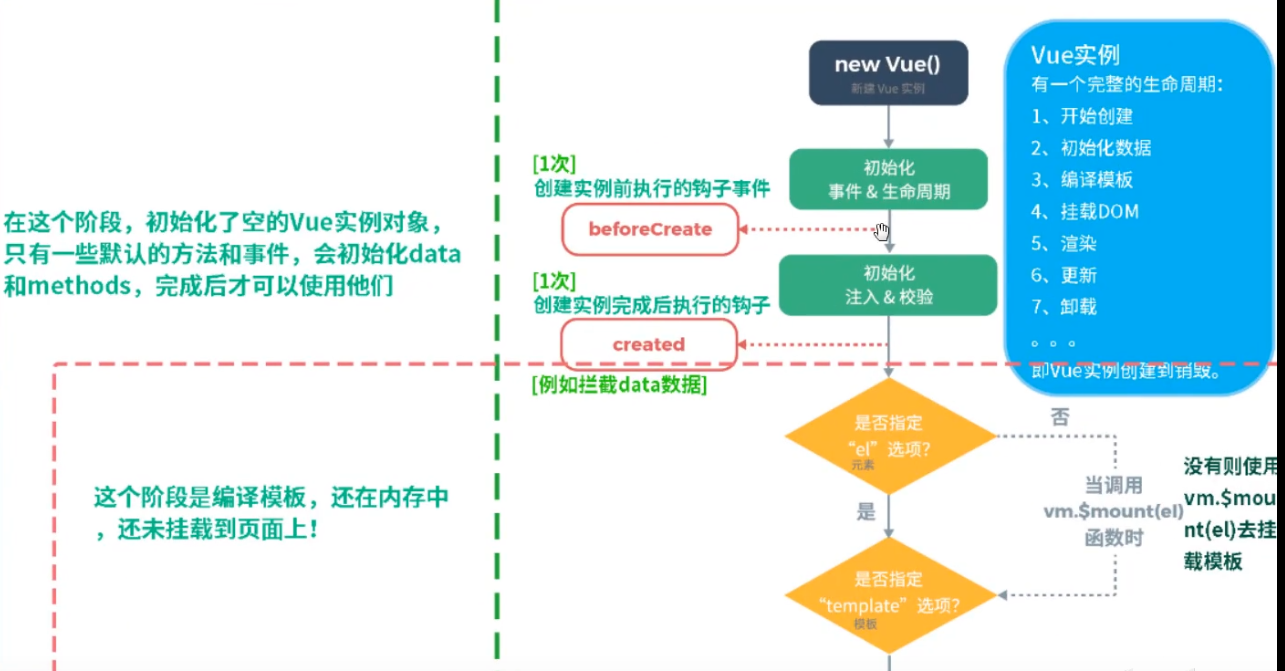 new Vue()
新建 Vue 实例
Vue实例
有一个完整的生命周期：
1、开始创建
2、初始化数据
3、编译模板
4、挂载DOM
5、渲染
6、更新
7、卸载
。。。
即Vue实例创建到销毁。
初始化
事件 & 生命周期
[1次]
创建实例前执行的钩子事件
beforeCreate
在这个阶段，初始化了空的Vue实例对象，
只有一些默认的方法和事件，会初始化data
和methods，完成后才可以使用他们
初始化
注入 & 校验
[1次]
创建实例完成后执行的钩子
created
[例如拦截data数据]
是否指定
“el” 选项？
元素
否
是
当调用
vm.$mount(el)
函数时
没有则使用
vm.$mou
nt(el)去挂
载模板
这个阶段是编译模板，还在内存中
，还未挂载到页面上！
是否指定
“template” 选项？
模板